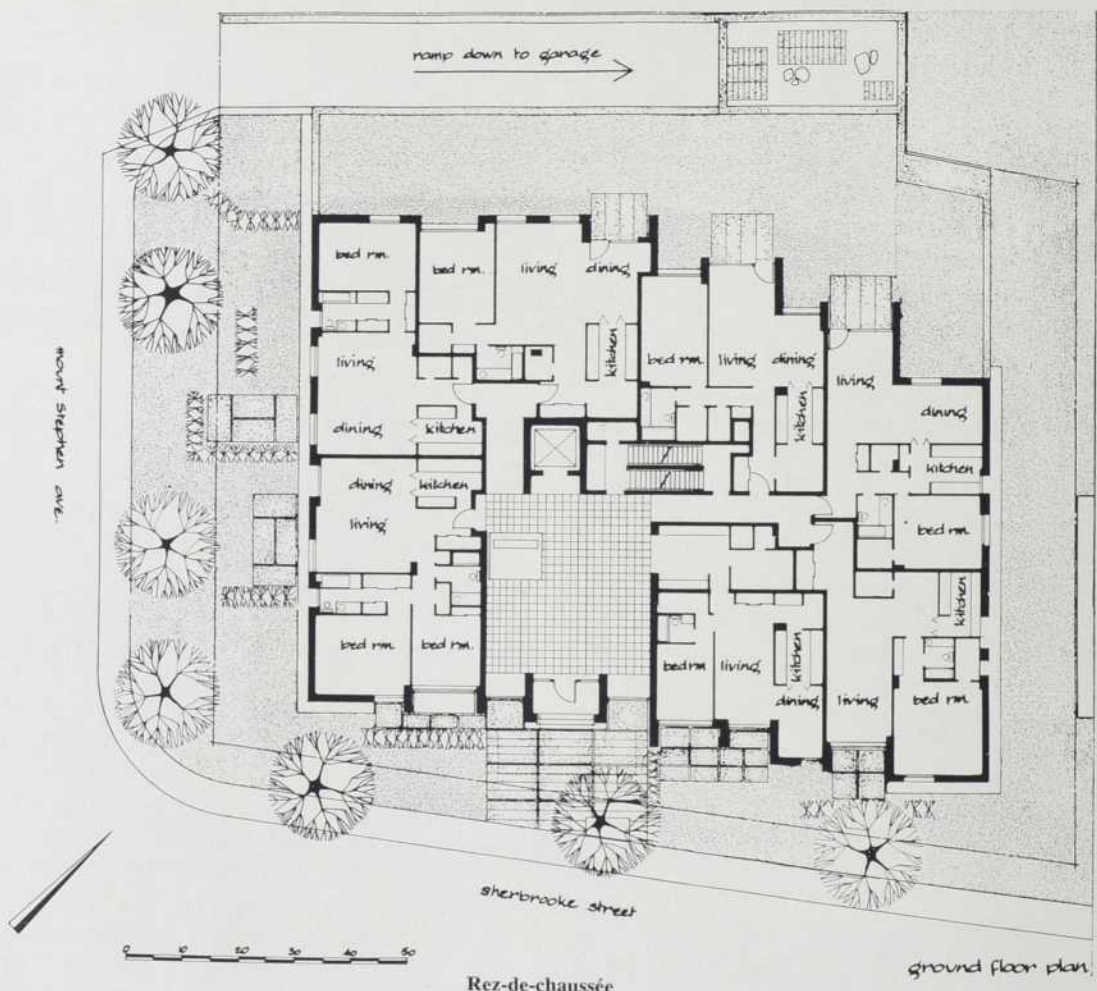 ramp down to garage
bed rm.
bed rm.
living
dining
kitchen
living
dining
kitchen
bed rm.
living
dining
kitchen
living
dining
kitchen
bed rm.
mount stephen ave.
dining
kitchen
living
bed rm.
bed rm.
bed rm
living
kitchen
dining
living
kitchen
bed rm.
sherbrooke street
0 10 20 30 40 50
Rez-de-chaussée
ground floor plan